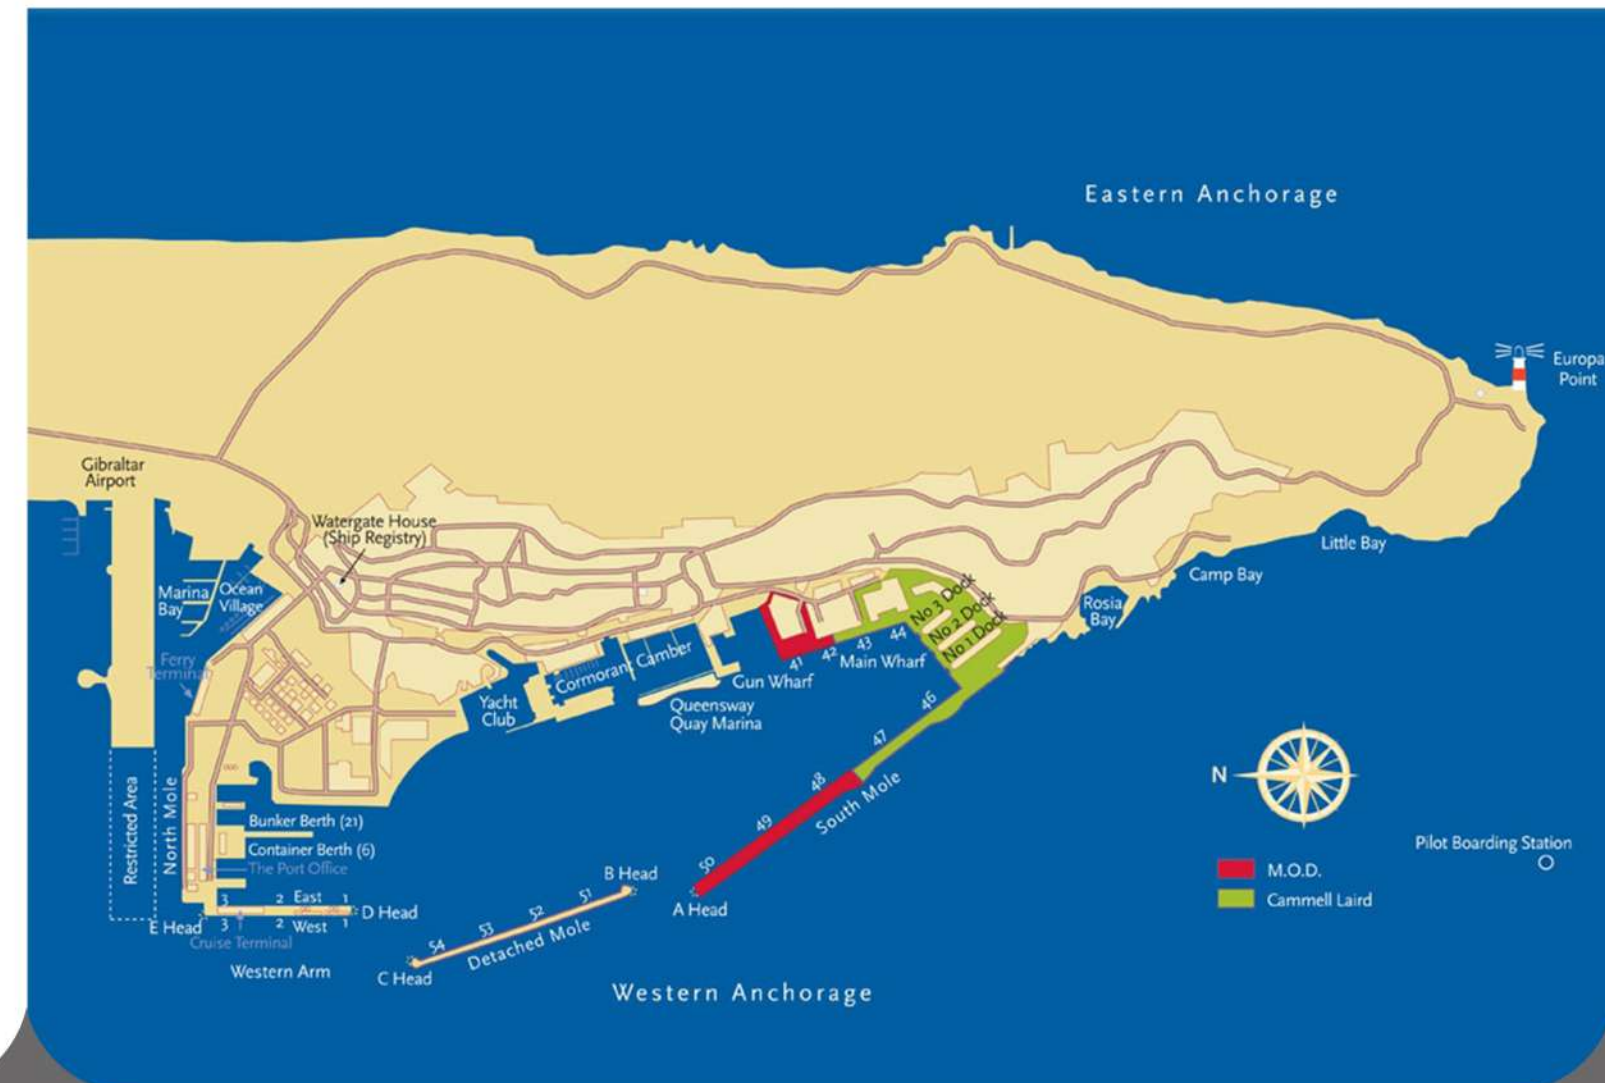 Eastern Anchorage
Europa
Point
Gibraltar
Airport
Watergate House
(Ship Registry)
Little Bay
Camp Bay
Rosia
Bay
Marina
Bay
Ocean
Village
No 3 Dock
No 2 Dock
No 1 Dock
41
42
43
44
Main Wharf
Gun Wharf
Ferry
Terminal
Cormorant
Camber
Yacht
Club
Queensway
Quay Marina
46
47
48
49
50
South Mole
N
Restricted Area
North Mole
Bunker Berth (21)
Container Berth (6)
The Port Office
Pilot Boarding Station
M.O.D.
Cammell Laird
B Head
A Head
3 2 East 1
D Head
E Head
3 2 West 1
Cruise Terminal
51
52
53
54
Detached Mole
Western Arm
C Head
Western Anchorage